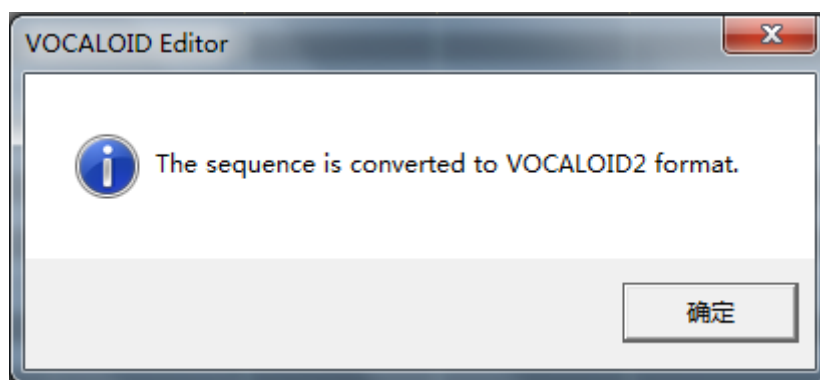 VOCALOID Editor
The sequence is converted to VOCALOID2 format.
确定